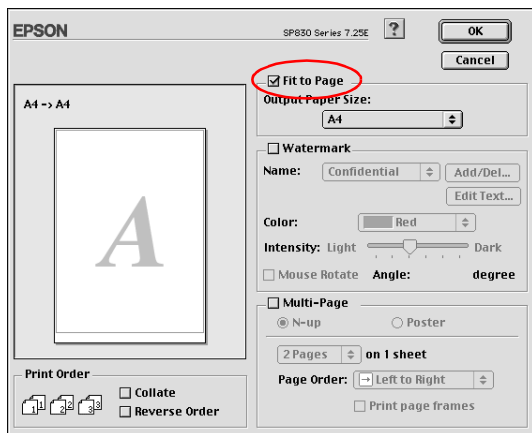 EPSON
SP830 Series 7.25E
?
OK
Cancel
A4 -> A4
A
Fit to Page
Output Paper Size:
A4
Watermark
Name: Confidential Add/Del...
Edit Text...
Color: Red
Intensity: Light Dark
Mouse Rotate Angle: degree
Multi-Page
N-up Poster
2 Pages on 1 sheet
Page Order: Left to Right
Print page frames
Print Order
1 1 2 2 3 3
Collate
Reverse Order